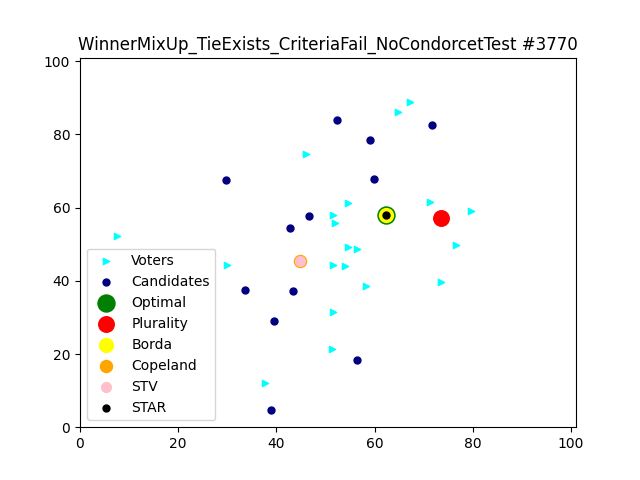 WinnerMixUp_TieExists_CriteriaFail_NoCondorcetTest #3770
100
80
60
40
20
0
Voters
Candidates
Optimal
Plurality
Borda
Copeland
STV
STAR
0 20 40 60 80 100